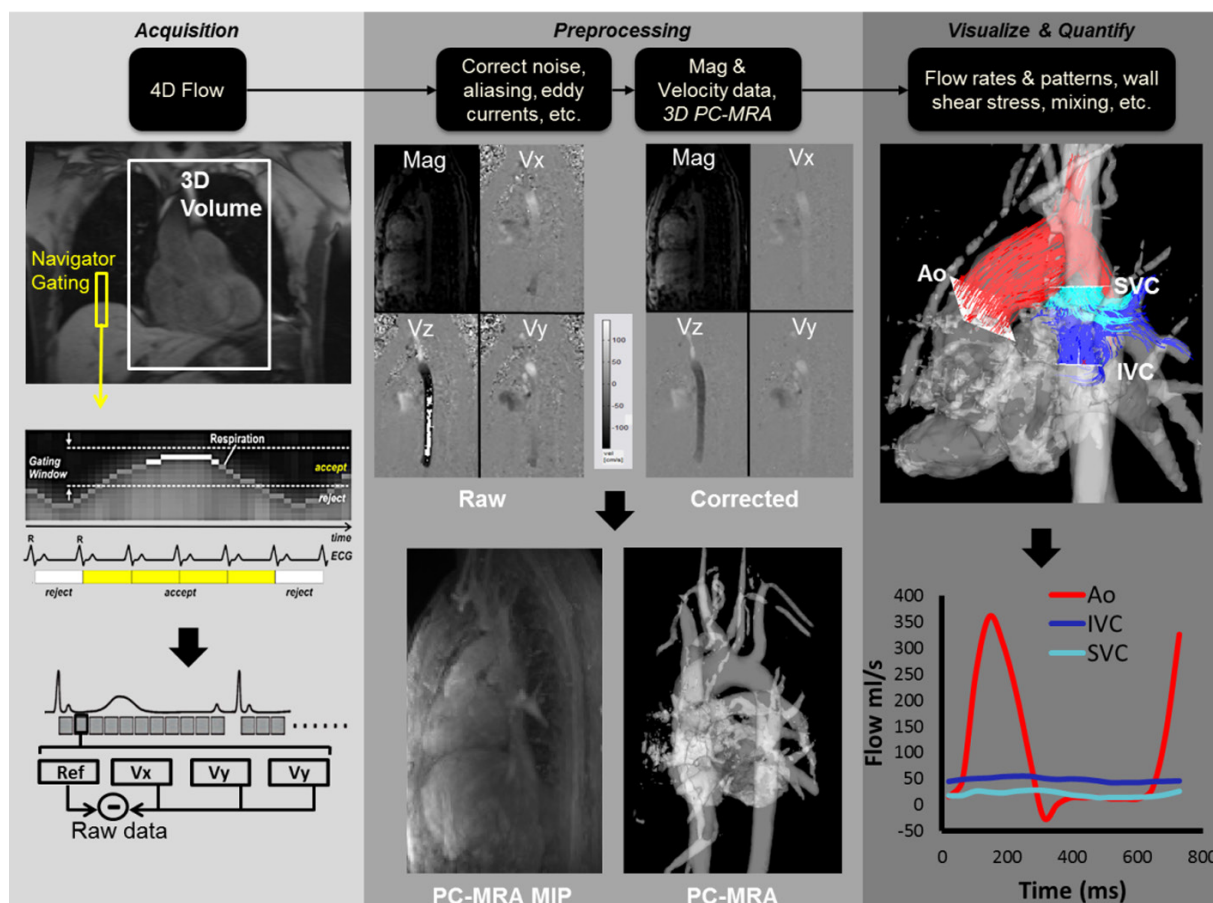 Acquisition
4D Flow
3D
Volume
Navigator
Gating
Gating
Window
Respiration
accept
reject
time
R
R
ECG
reject
accept
reject
Ref
Vx
Vy
Vy
Raw data
Preprocessing
Correct noise,
aliasing, eddy
currents, etc.
Mag &
Velocity data,
3D PC-MRA
Mag
Vx
Vz
Vy
Raw
100
50
0
-50
-100
vel
[cm/s]
Mag
Vx
Vz
Vy
Corrected
PC-MRA MIP
PC-MRA
Visualize & Quantify
Flow rates & patterns, wall
shear stress, mixing, etc.
Ao
SVC
IVC
Flow ml/s
400
350
300
250
200
150
100
50
0
-50
Ao
IVC
SVC
0
200
400
600
800
Time (ms)